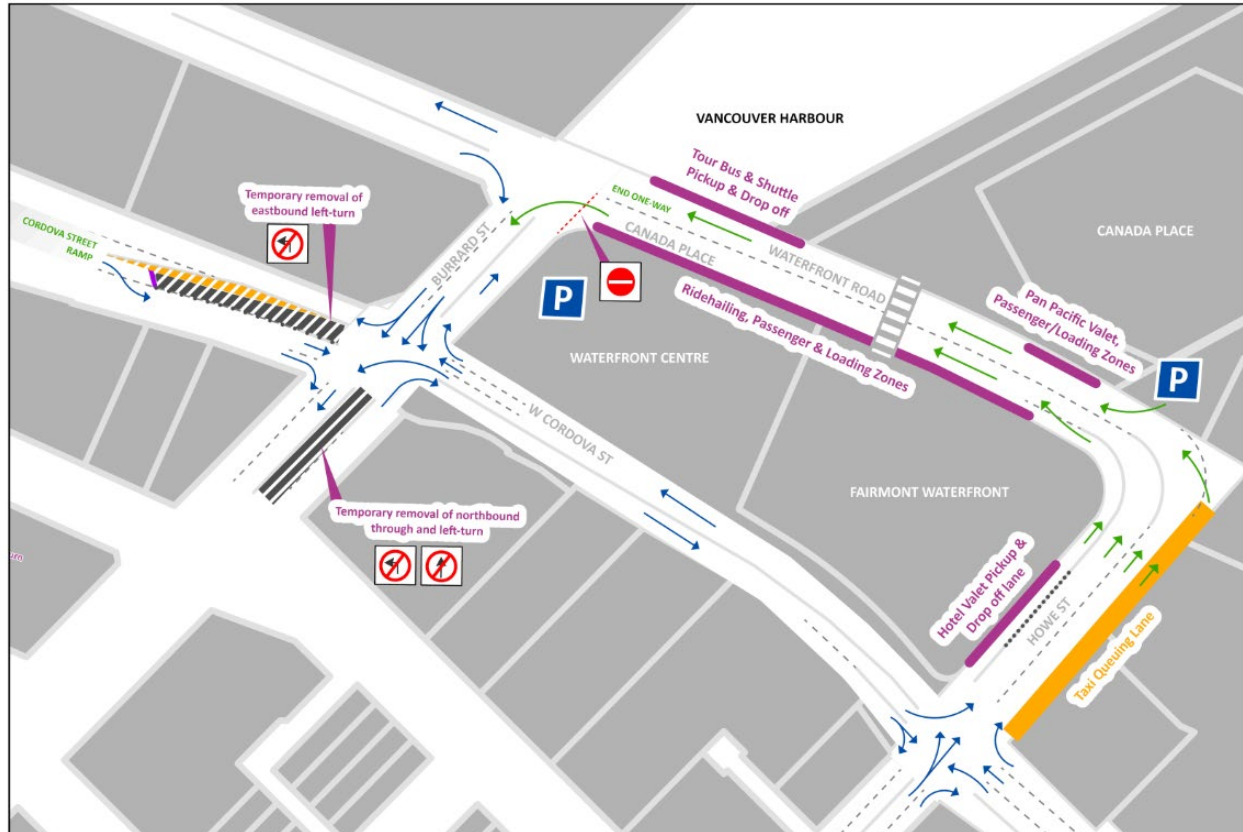 VANCOUVER HARBOUR
Tour Bus & Shuttle
Pickup & Drop off
Temporary removal of
eastbound left-turn
END ONE-WAY
CORDOVA STREET
RAMP
BURRARD ST
CANADA PLACE
WATERFRONT ROAD
CANADA PLACE
P
Ridehailing, Passenger & Loading Zones
Pan Pacific Valet,
Passenger/Loading Zones
P
WATERFRONT CENTRE
W CORDOVA ST
FAIRMONT WATERFRONT
Temporary removal of northbound
through and left-turn
Hotel Valet Pickup &
Drop off lane
HOWE ST
Taxi Queuing Lane
urn